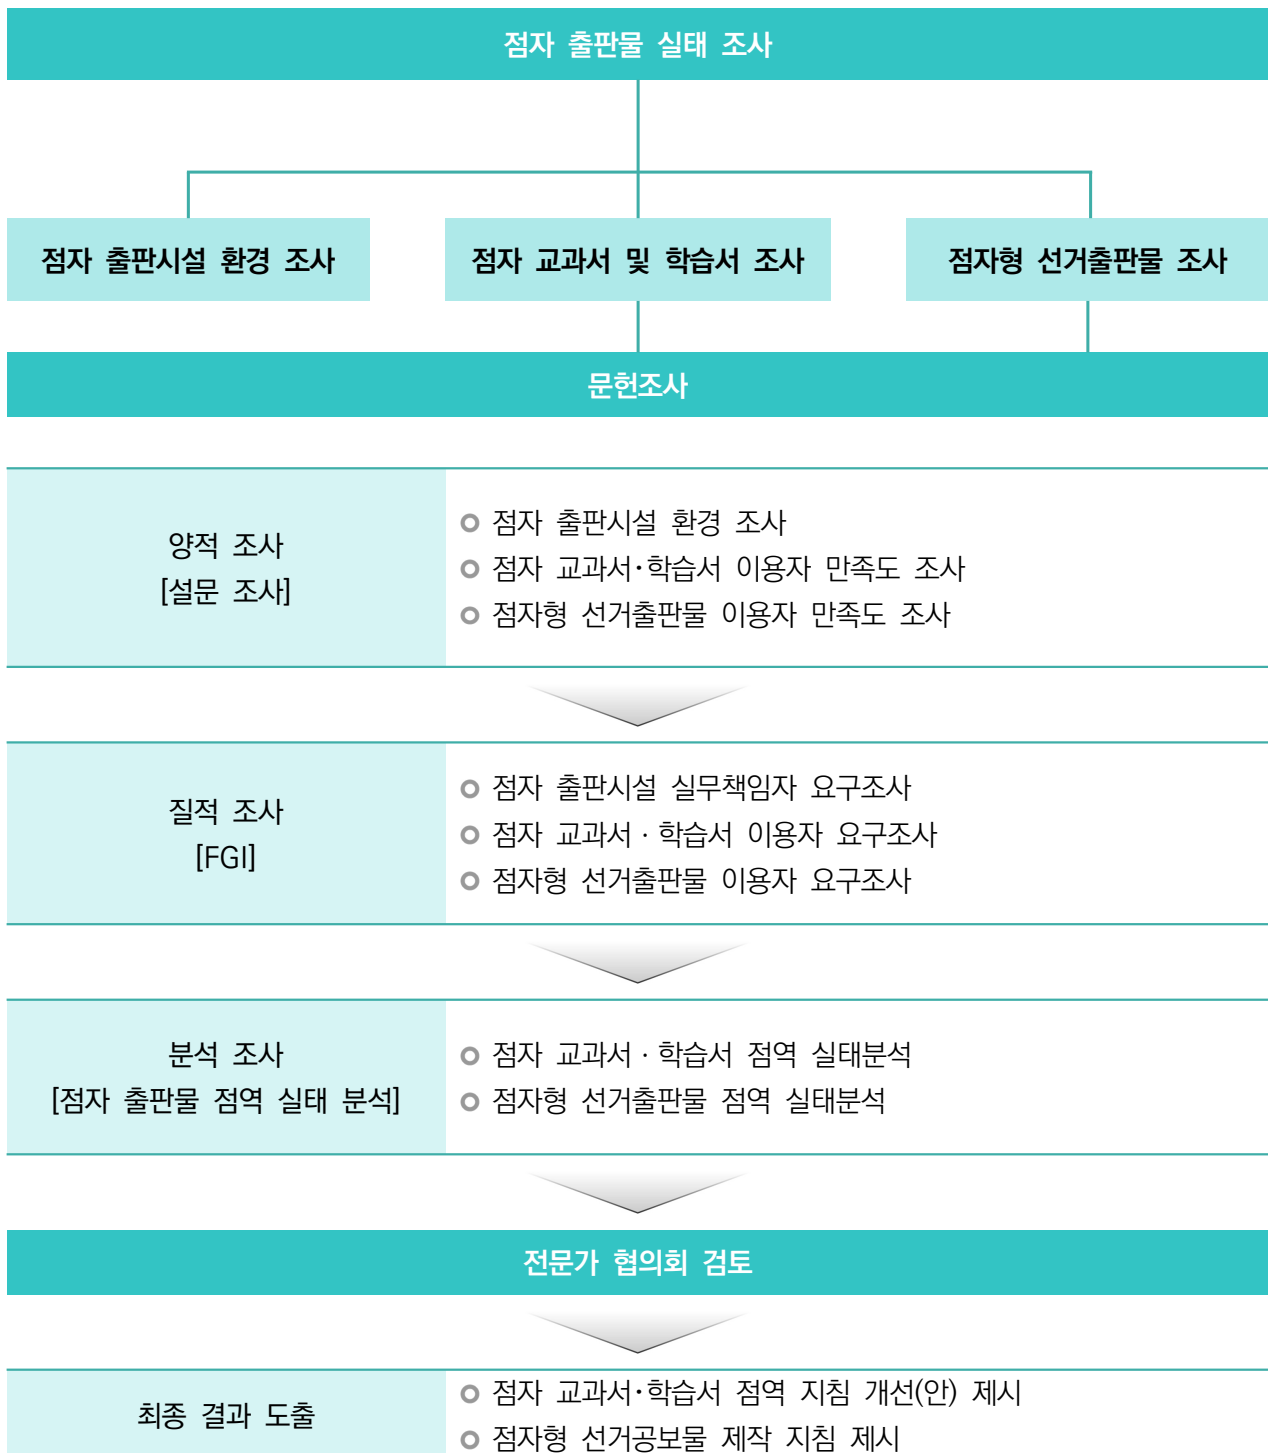 점자 출판물 실태 조사
점자 출판시설 환경 조사
점자 교과서 및 학습서 조사
점자형 선거출판물 조사
문헌조사
양적 조사
[설문 조사]
점자 출판시설 환경 조사
점자 교과서·학습서 이용자 만족도 조사
점자형 선거출판물 이용자 만족도 조사
질적 조사
[FGI]
점자 출판시설 실무책임자 요구조사
점자 교과서 · 학습서 이용자 요구조사
점자형 선거출판물 이용자 요구조사
분석 조사
[점자 출판물 점역 실태 분석]
점자 교과서 · 학습서 점역 실태분석
점자형 선거출판물 점역 실태분석
전문가 협의회 검토
최종 결과 도출
점자 교과서·학습서 점역 지침 개선(안) 제시
점자형 선거공보물 제작 지침 제시